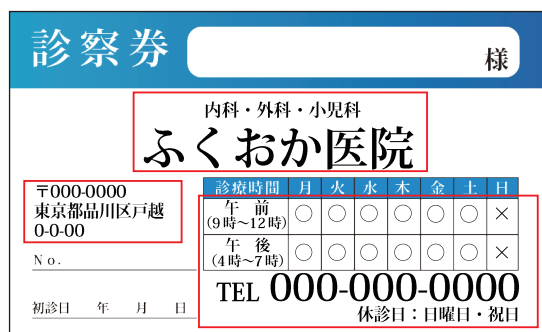 診察券
様
内科・外科・小児科
ふくおか医院
〒000-0000
東京都品川区戸越
0-0-00
No.
初診日 年 月 日
診療時間 月 火 水 木 金 土 日
午 前
(9時〜12時) ○ ○ ○ ○ ○ ○ ×
午 後
(4時〜7時) ○ ○ ○ ○ ○ ○ ×
TEL 000-000-0000
休診日：日曜日・祝日